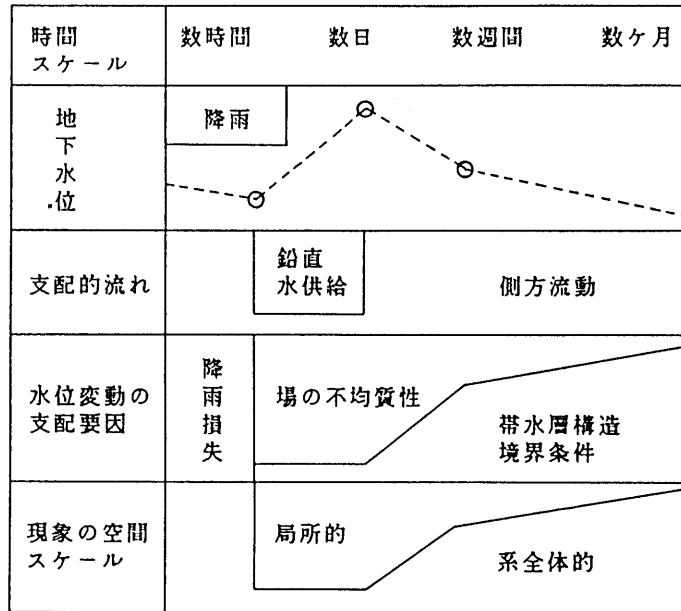 時間
スケール
数時間
数日
数週間
数ケ月
地下水位
降雨
支配的流れ
鉛直
水供給
側方流動
水位変動の
支配要因
降雨損失
場の不均質性
帯水層構造
境界条件
現象の空間
スケール
局所的
系全体的